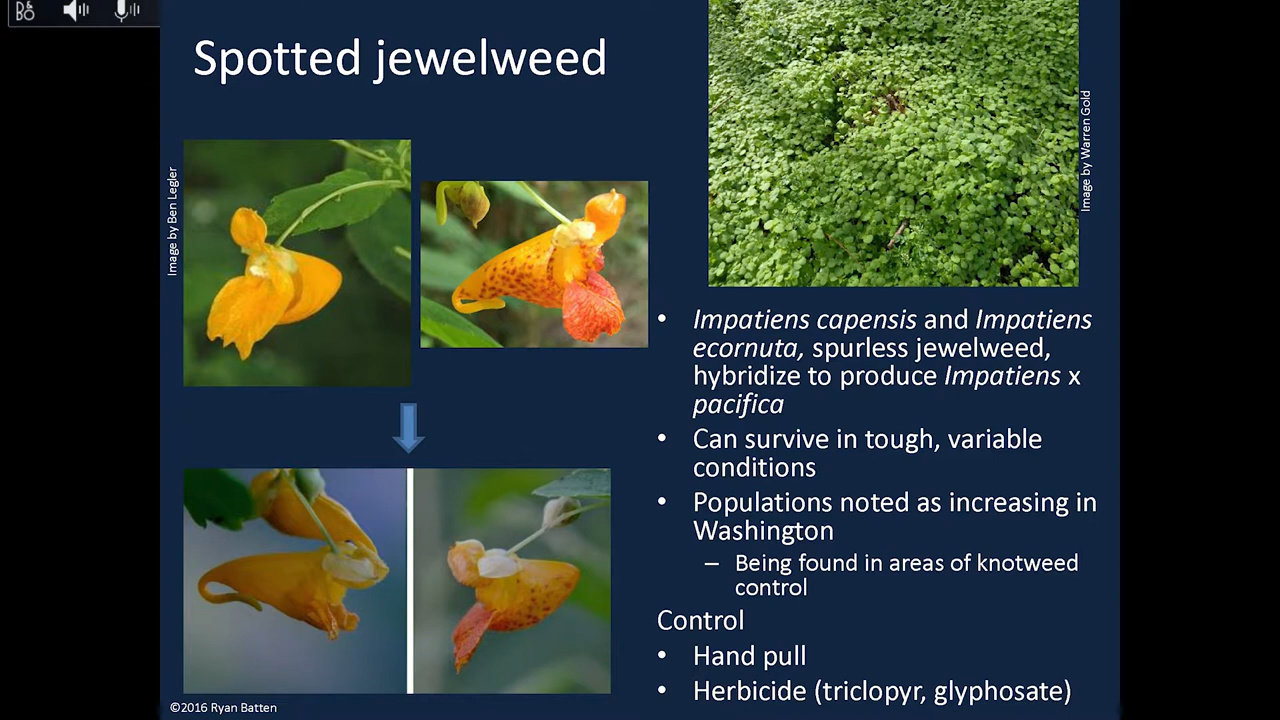 Spotted jewelweed
Image by Ben Legler
Image by Warren Gold
• Impatiens capensis and Impatiens
ecornuta, spurless jewelweed,
hybridize to produce Impatiens x
pacifica
• Can survive in tough, variable
conditions
• Populations noted as increasing in
Washington
– Being found in areas of knotweed
control
Control
• Hand pull
• Herbicide (triclopyr, glyphosate)
©2016 Ryan Batten